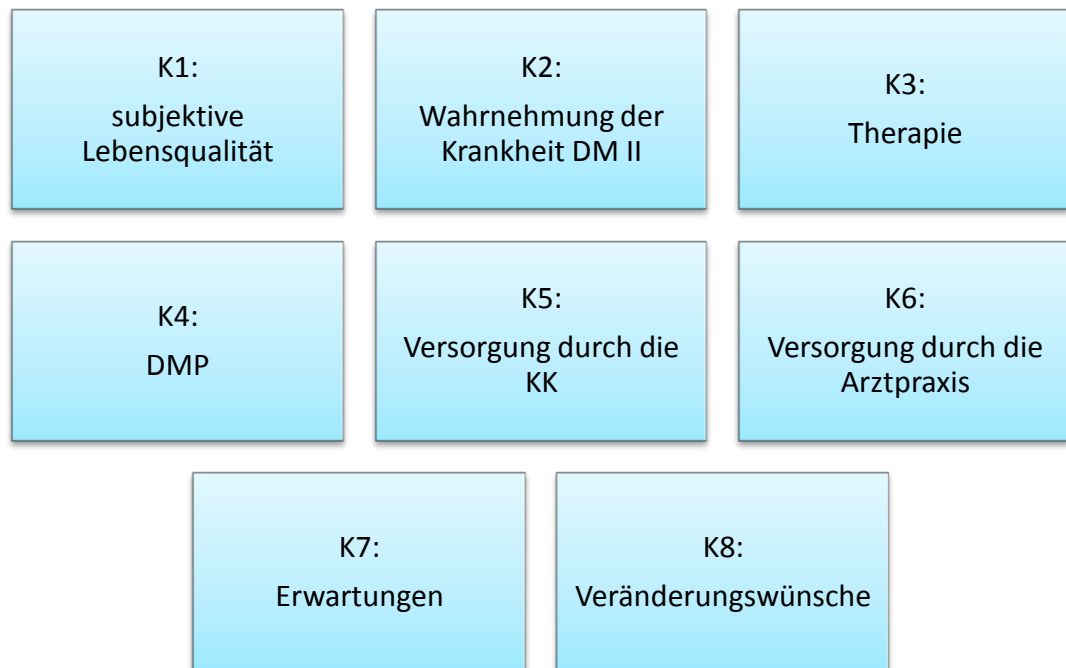 K1:
subjektive
Lebensqualität
K2:
Wahrnehmung der
Krankheit DM II
K3:
Therapie
K4:
DMP
K5:
Versorgung durch die
KK
K6:
Versorgung durch die
Arztpraxis
K7:
Erwartungen
K8:
Veränderungswünsche